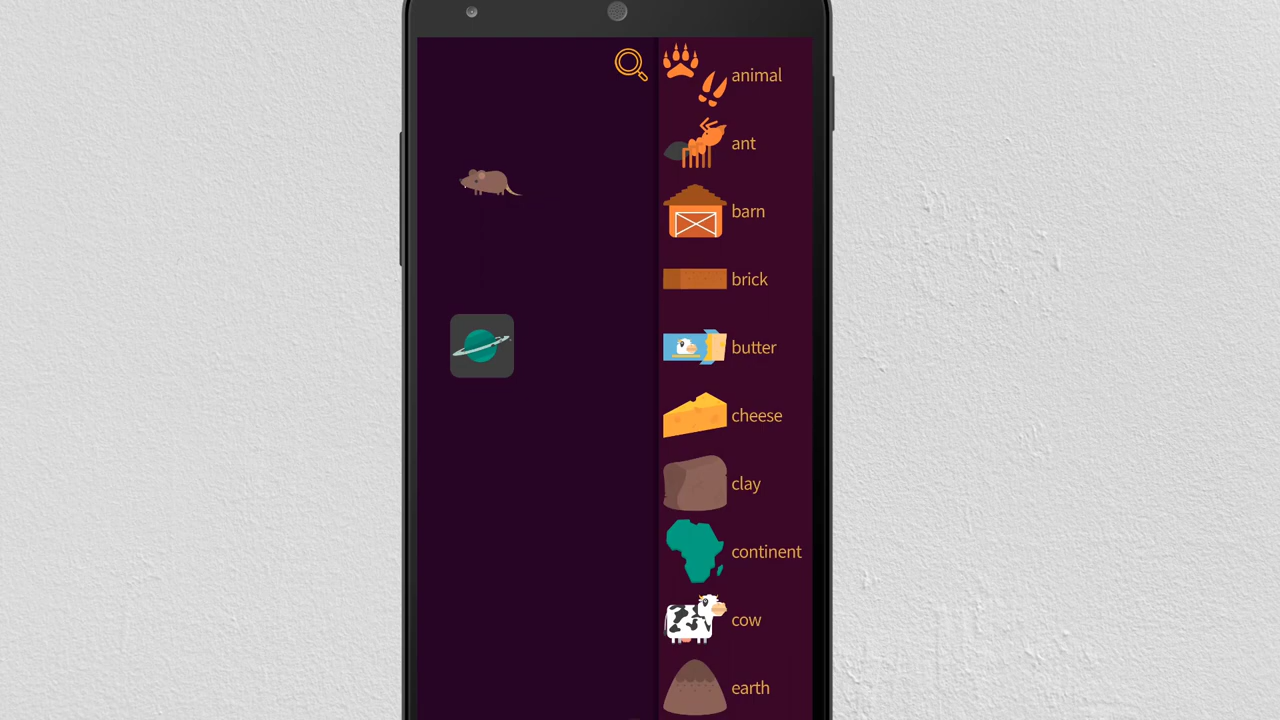 animal
ant
barn
brick
butter
cheese
clay
continent
cow
earth